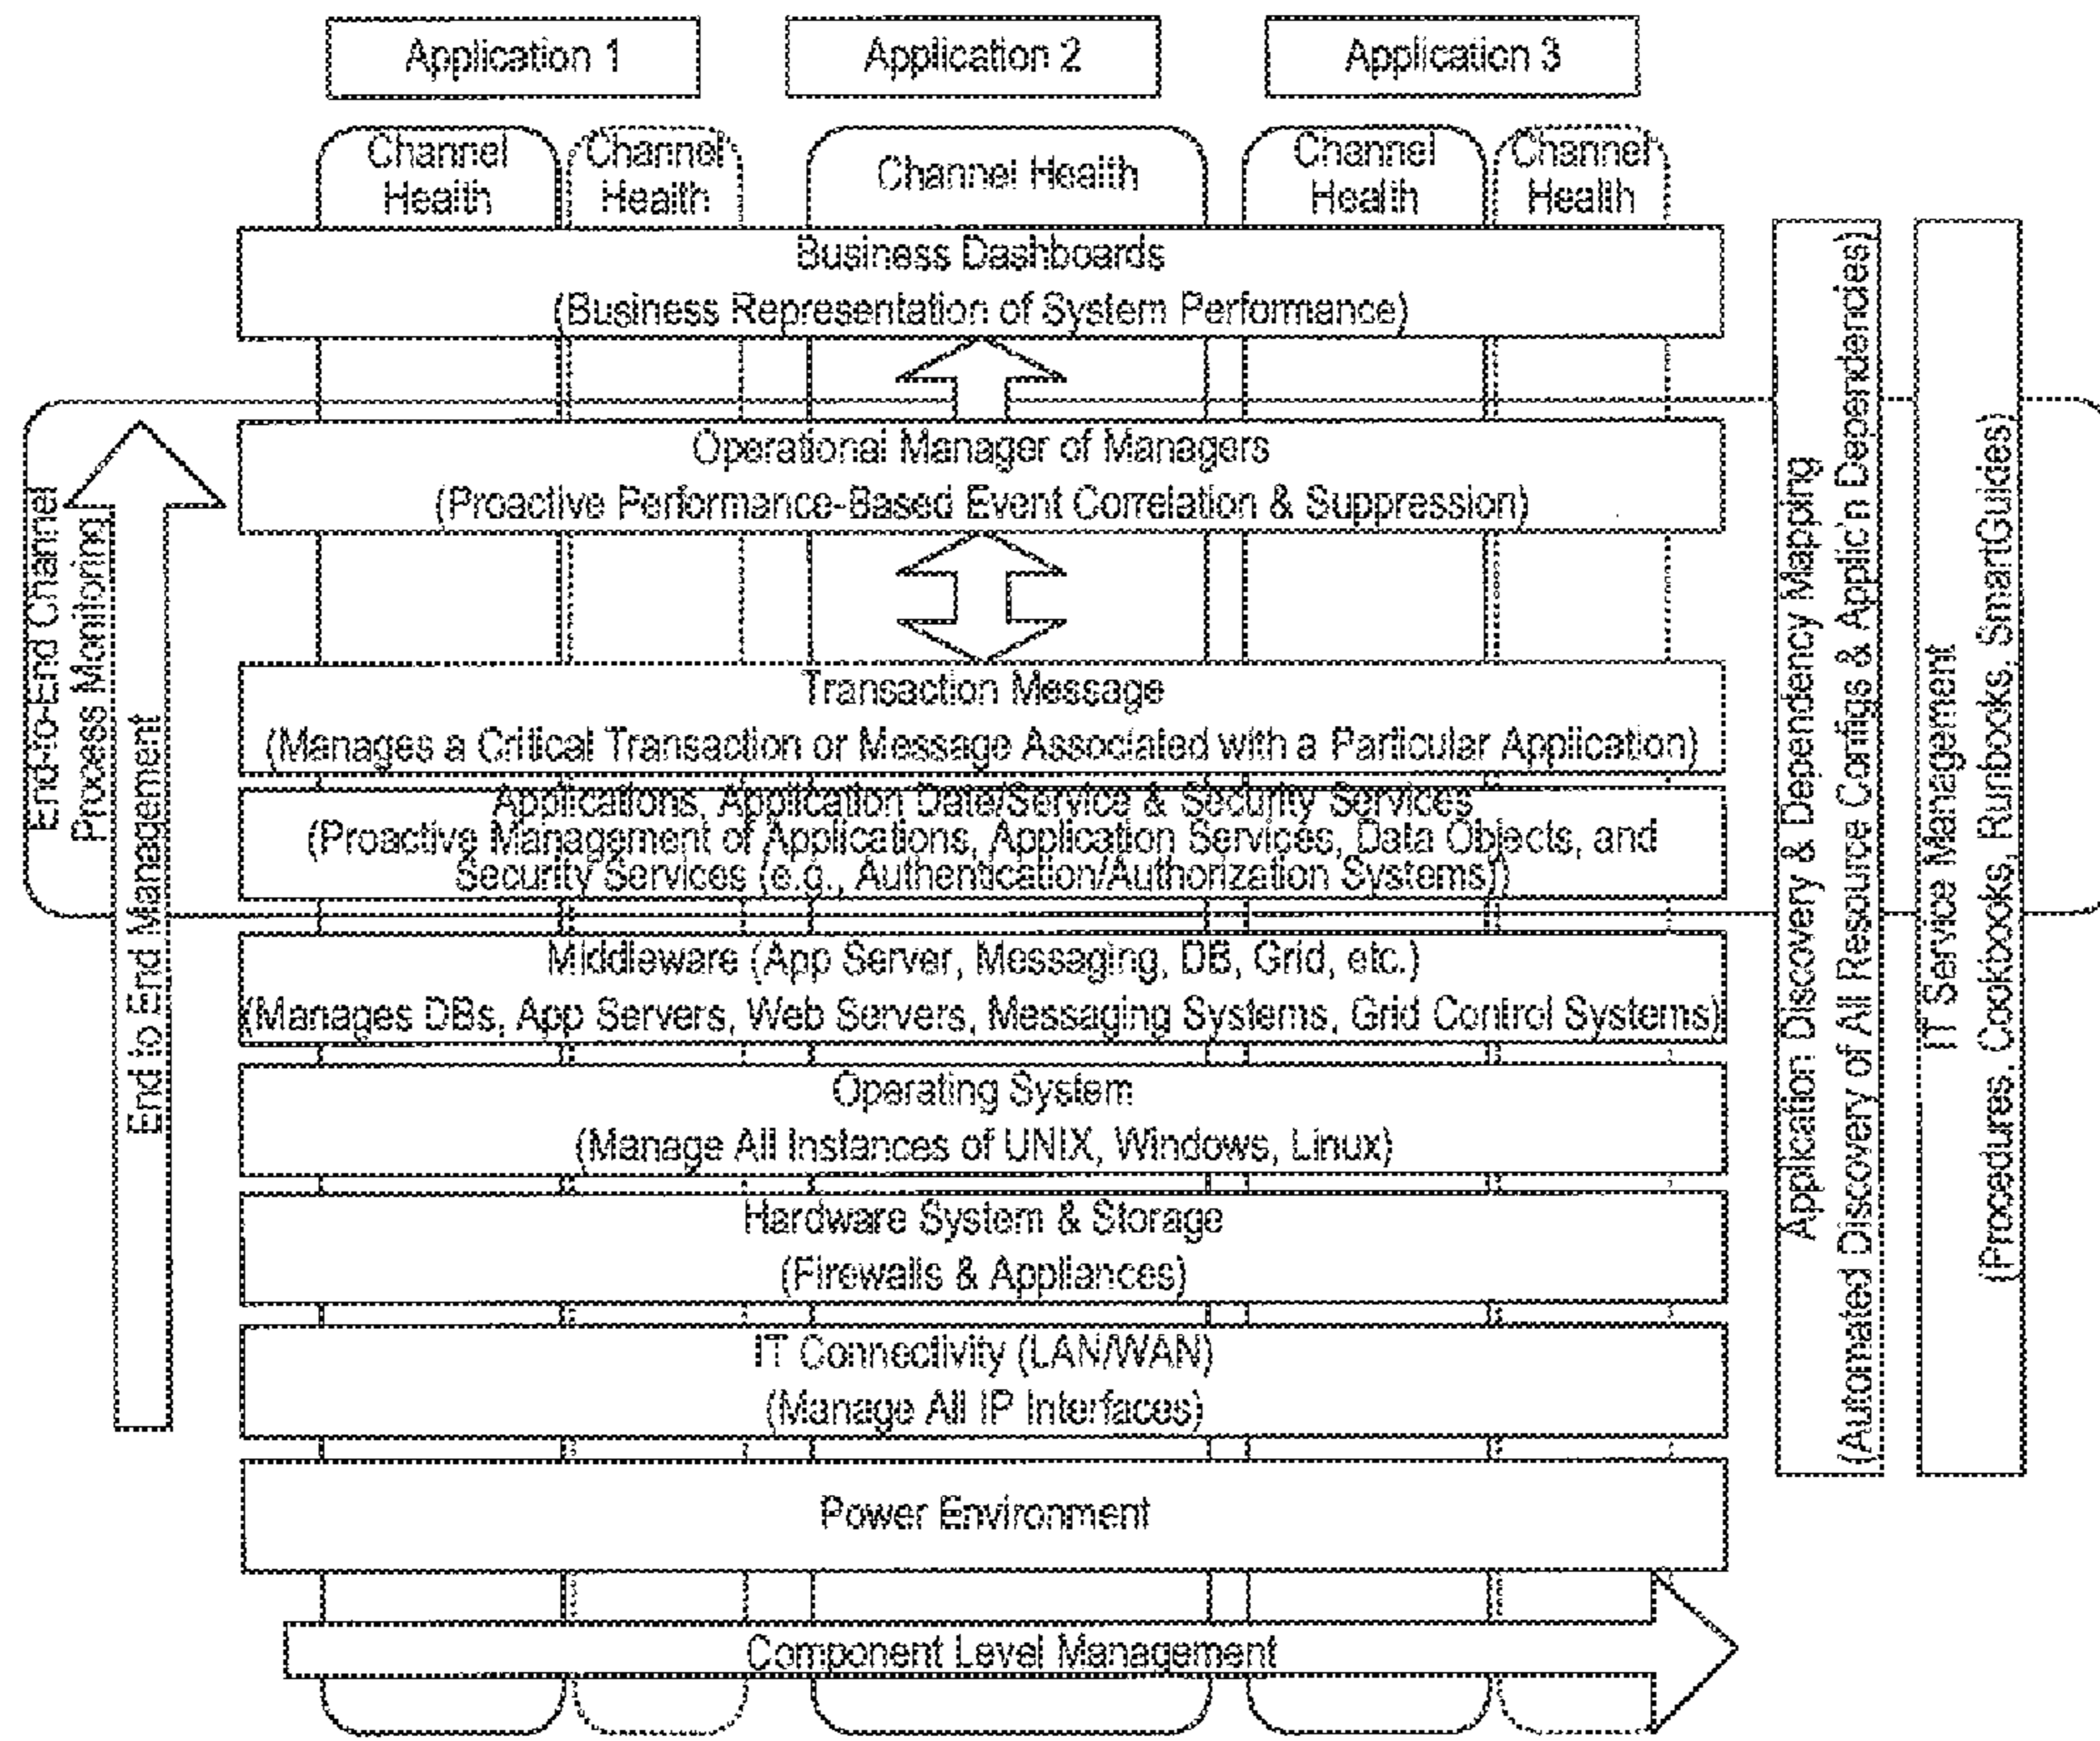 Application 1
Application 2
Application 3
Channel
Health
Channel
Health
Channel Health
Channel
Health
Channel
Health
Business Dashboards
(Business Representation of System Performance)
Operational Manager of Managers
(Proactive Performance-Based Event Correlation & Suppression)
Transaction Message
(Manages a Critical Transaction or Message Associated with a Particular Application)
Applications, Application Date/Service & Security Services
(Proactive Management of Applications, Application Services, Data Objects, and
Security Services (e.g., Authentication/Authorization Systems))
Middleware (App Server, Messaging, DB, Grid, etc.)
(Manages DBs, App Servers, Web Servers, Messaging Systems, Grid Control Systems)
Operating System
(Manage All Instances of UNIX, Windows, Linux)
Hardware System & Storage
(Firewalls & Appliances)
IT Connectivity (LAN/WAN)
(Manage All IP Interfaces)
Power Environment
Component Level Management
End-to-End Channel
Process Monitoring
End to End Management
Application Discovery & Dependency Mapping
(Automated Discovery of All Resource Configs & Applic'n Dependencies)
IT Service Management
(Procedures, Cookbooks, Runbooks, SmartGuides)